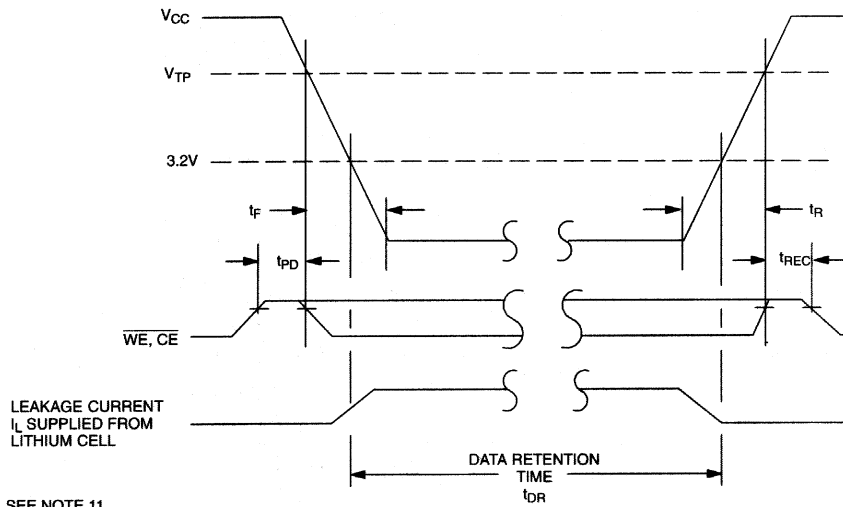 VCC
VTP
3.2V
tF
tR
tPD
tREC
WE, CE
LEAKAGE CURRENT
IL SUPPLIED FROM
LITHIUM CELL
DATA RETENTION
TIME
tDR
SEE NOTE 11